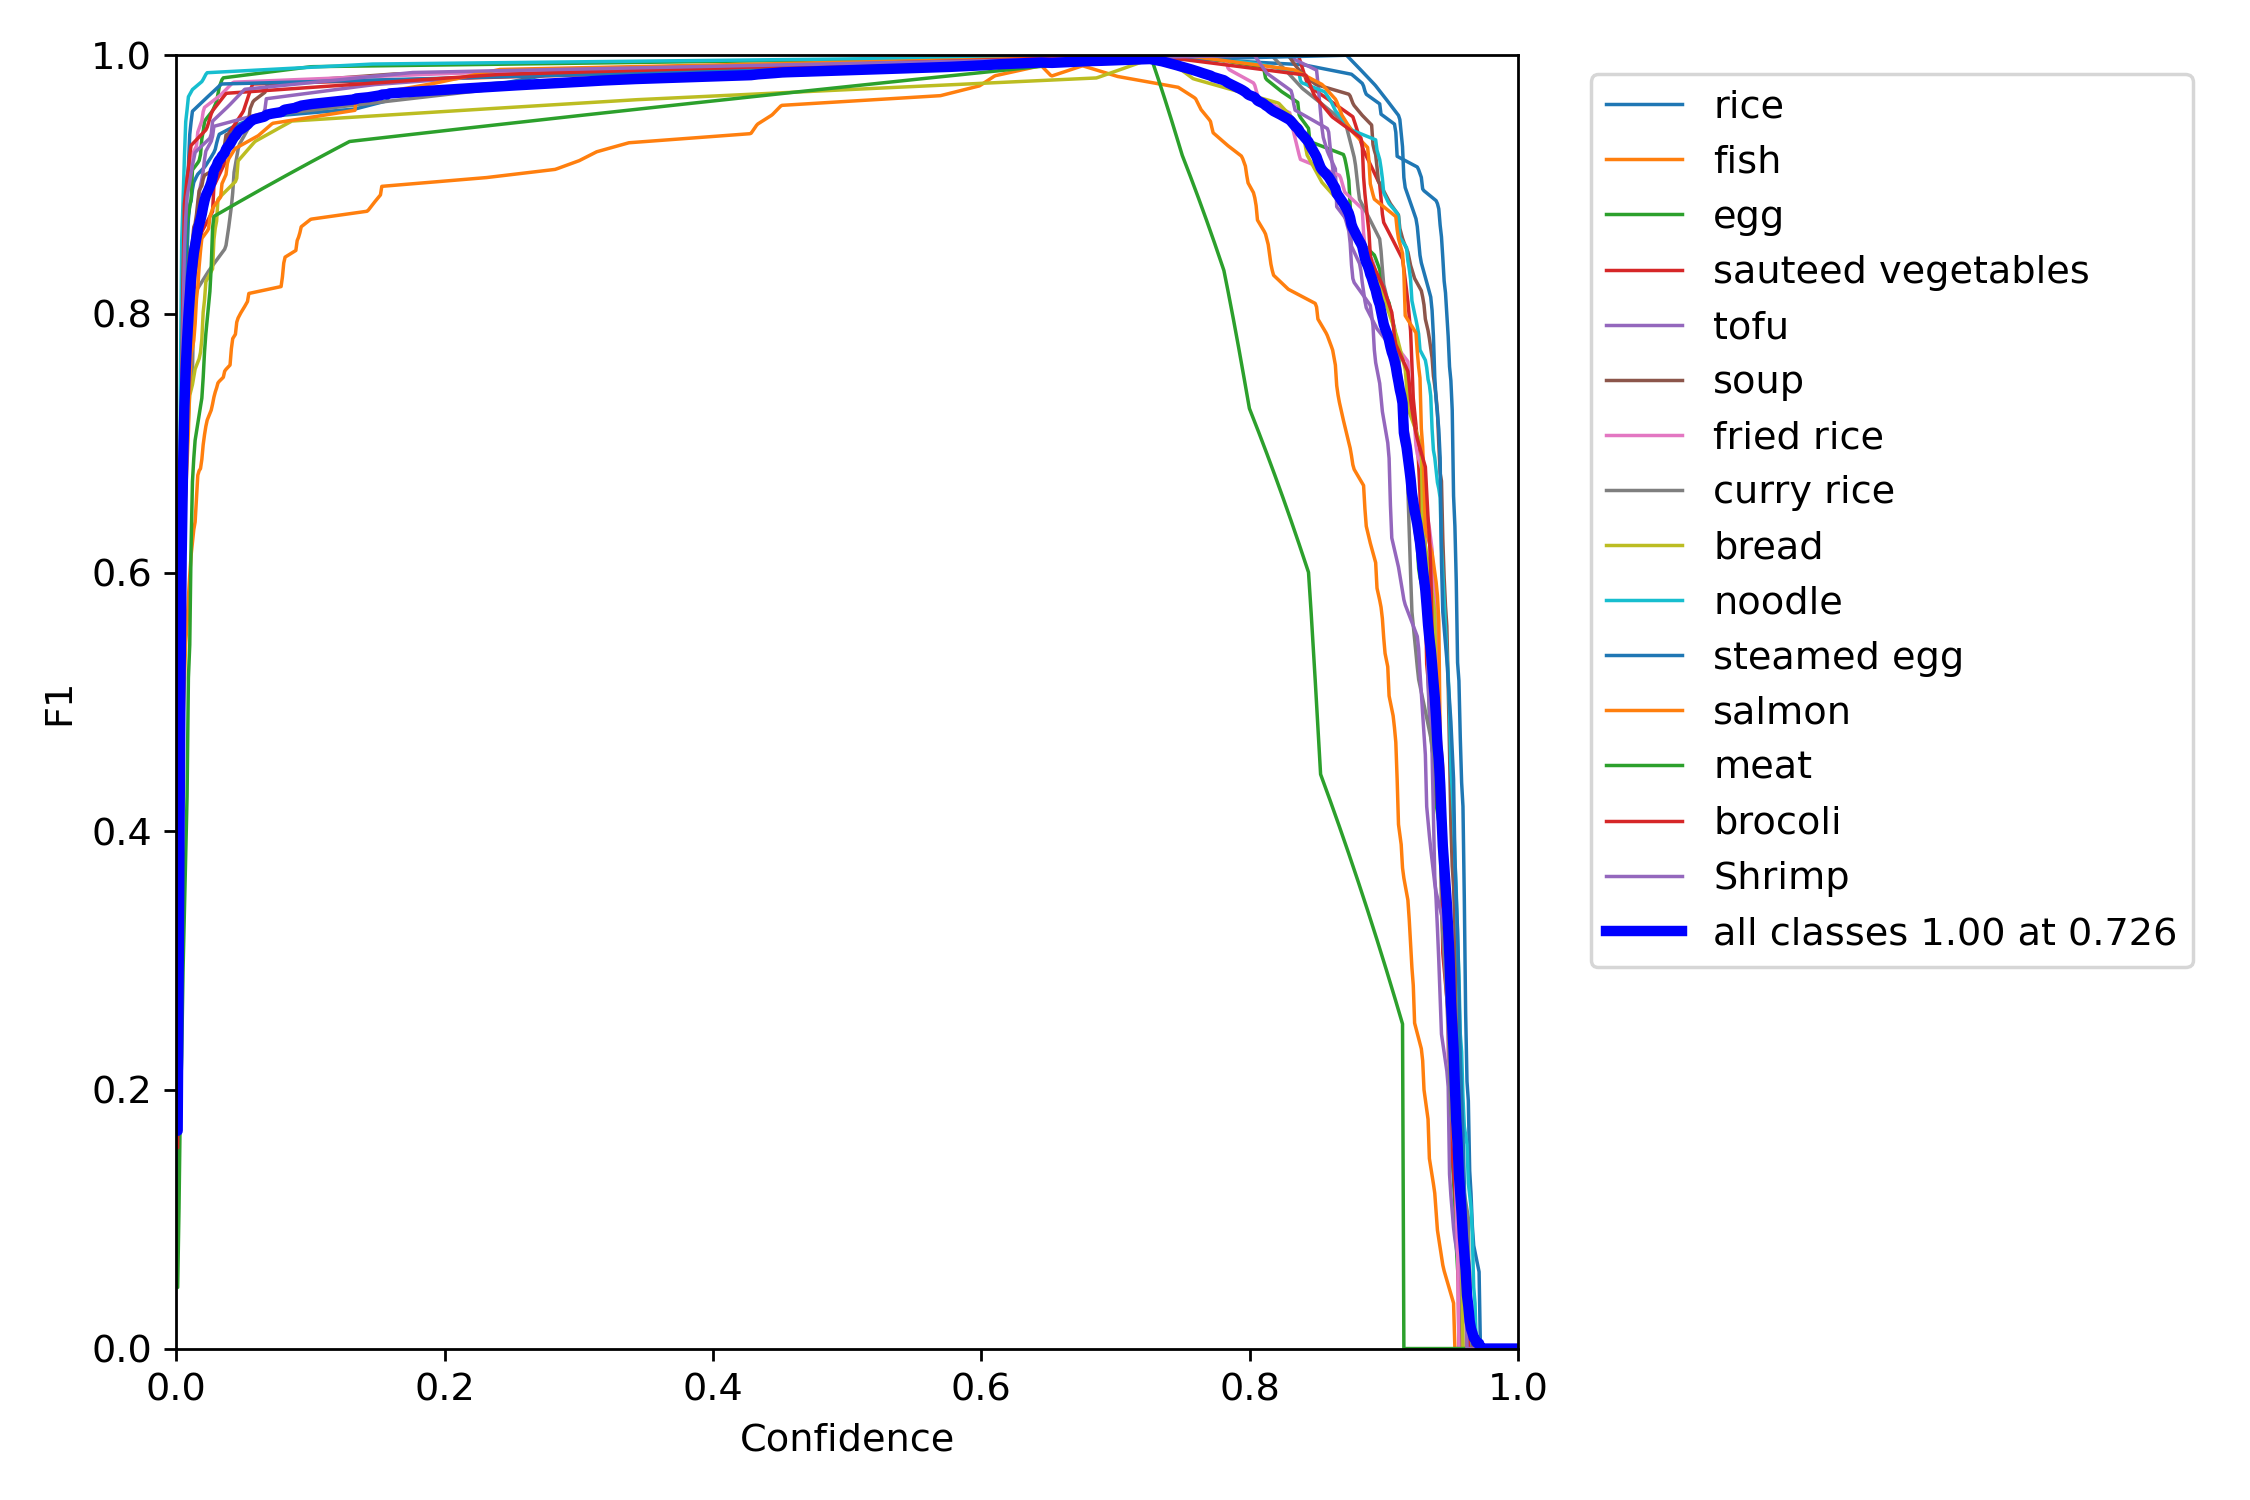 1.0
0.8
0.6
0.4
0.2
0.0
F1
0.0 0.2 0.4 0.6 0.8 1.0
Confidence
rice
fish
egg
sauteed vegetables
tofu
soup
fried rice
curry rice
bread
noodle
steamed egg
salmon
meat
brocoli
Shrimp
all classes 1.00 at 0.726